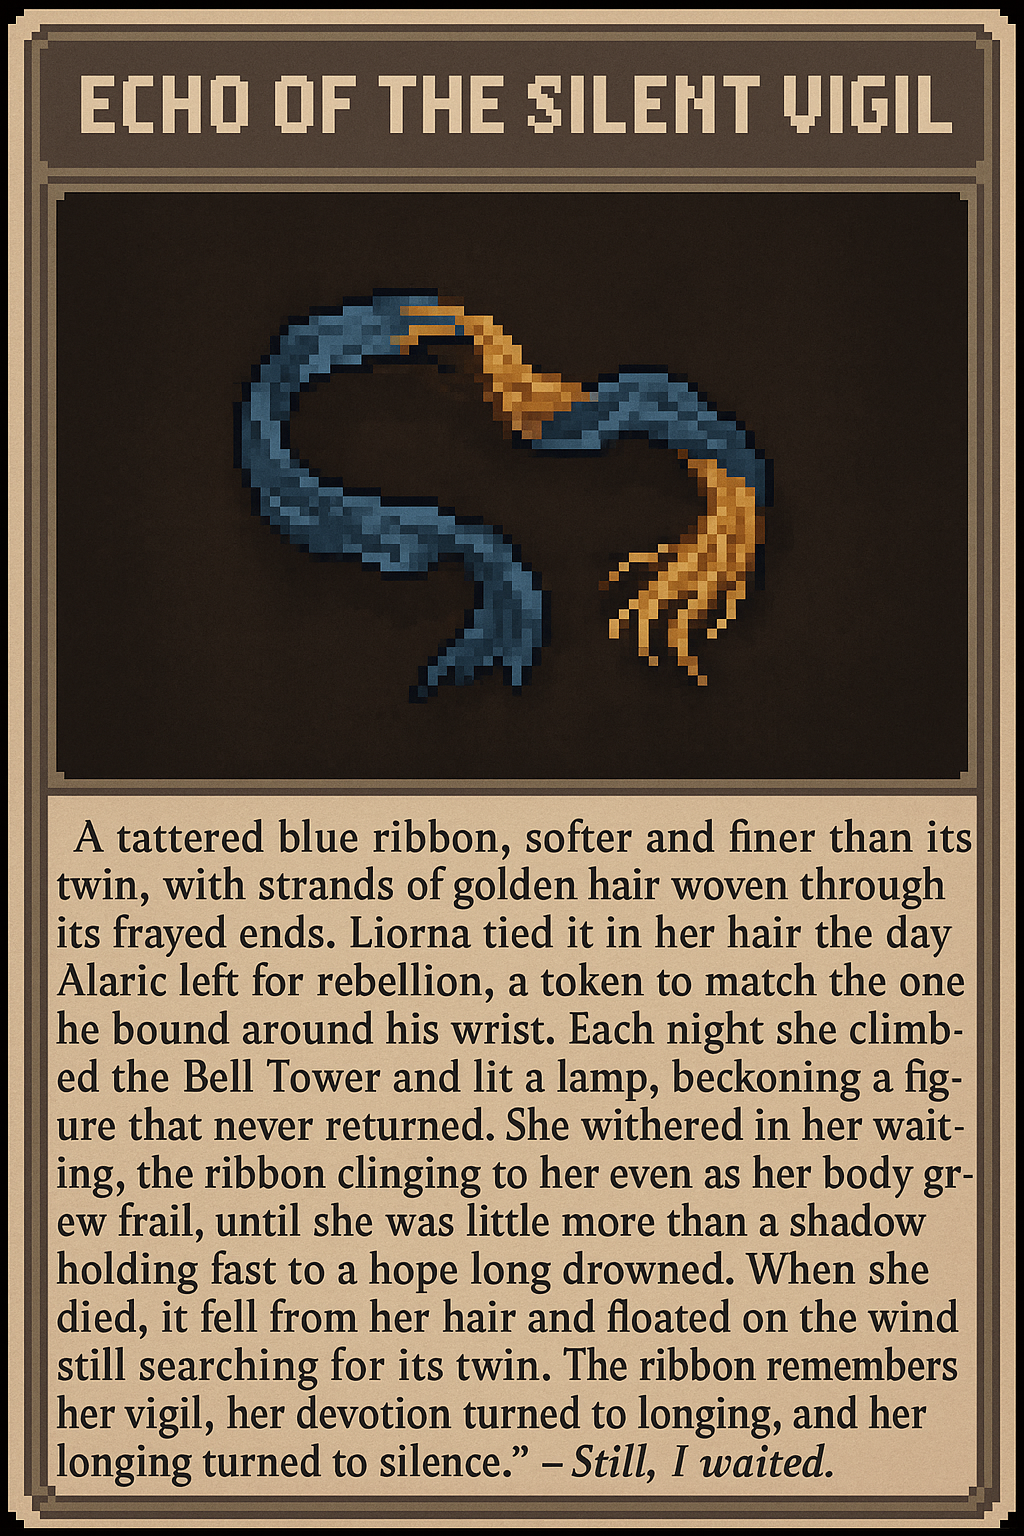 ECHO OF THE SILENT VIGIL
A tattered blue ribbon, softer and finer than its
twin, with strands of golden hair woven through
its frayed ends. Liorna tied it in her hair the day
Alaric left for rebellion, a token to match the one
he bound around his wrist. Each night she climb-
ed the Bell Tower and lit a lamp, beckoning a fig-
ure that never returned. She withered in her wait-
ing, the ribbon clinging to her even as her body gr-
ew frail, until she was little more than a shadow
holding fast to a hope long drowned. When she
died, it fell from her hair and floated on the wind
still searching for its twin. The ribbon remembers
her vigil, her devotion turned to longing, and her
longing turned to silence.” – Still, I waited.